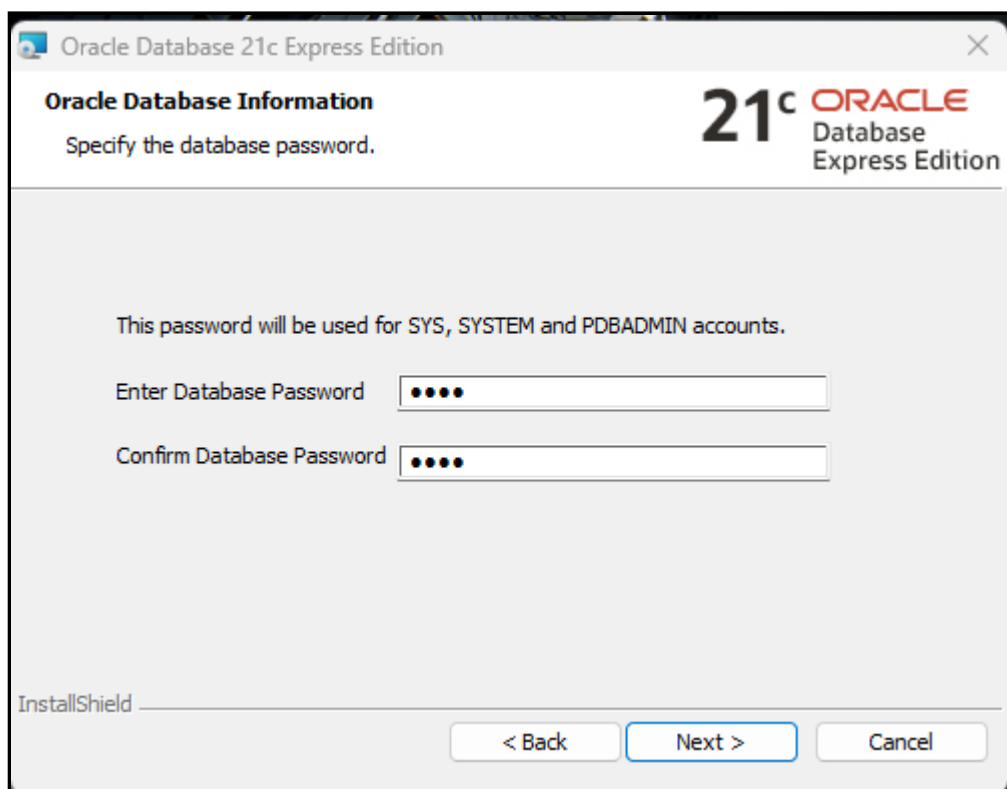 Oracle Database 21c Express Edition
Oracle Database Information
Specify the database password.
21c ORACLE
Database
Express Edition
This password will be used for SYS, SYSTEM and PDBADMIN accounts.
Enter Database Password ••••
Confirm Database Password ••••
InstallShield
< Back Next > Cancel